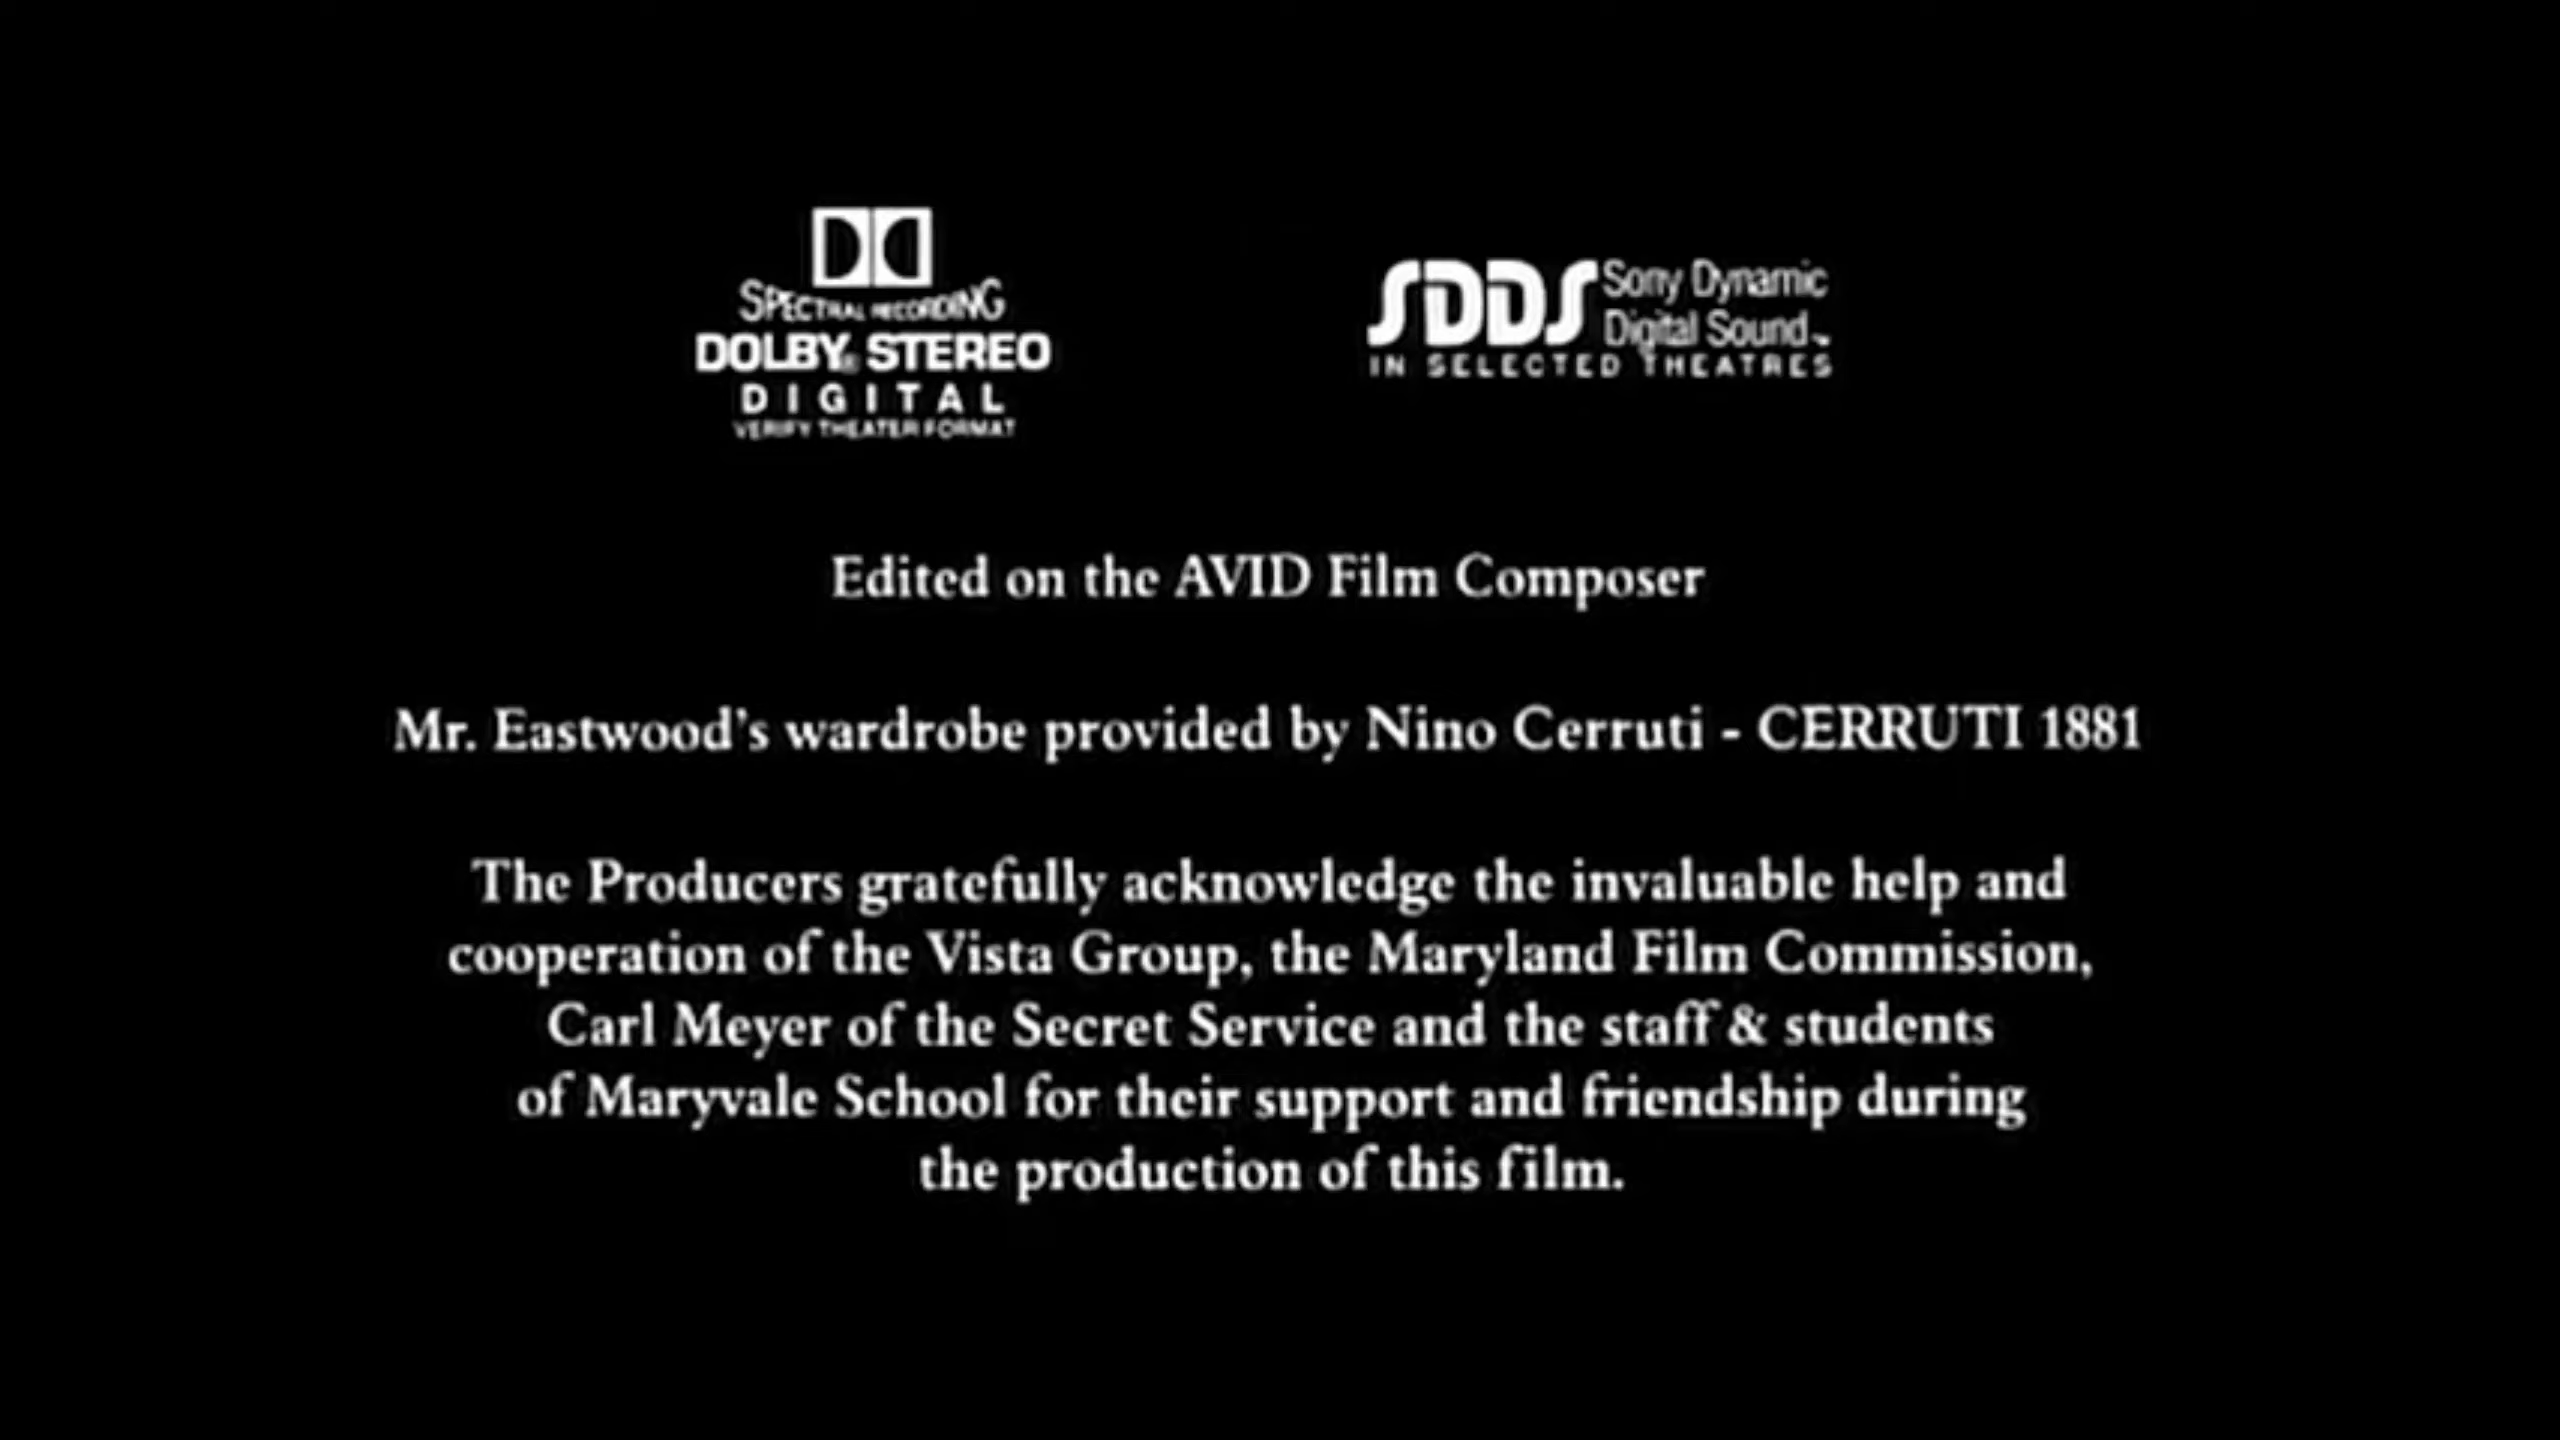 SPECTRAL RECORDING
DOLBY® STEREO
DIGITAL
VERIFY THEATER FORMAT
SDDS Sony Dynamic
Digital Sound™
IN SELECTED THEATRES
Edited on the AVID Film Composer
Mr. Eastwood's wardrobe provided by Nino Cerruti - CERRUTI 1881
The Producers gratefully acknowledge the invaluable help and
cooperation of the Vista Group, the Maryland Film Commission,
Carl Meyer of the Secret Service and the staff & students
of Maryvale School for their support and friendship during
the production of this film.